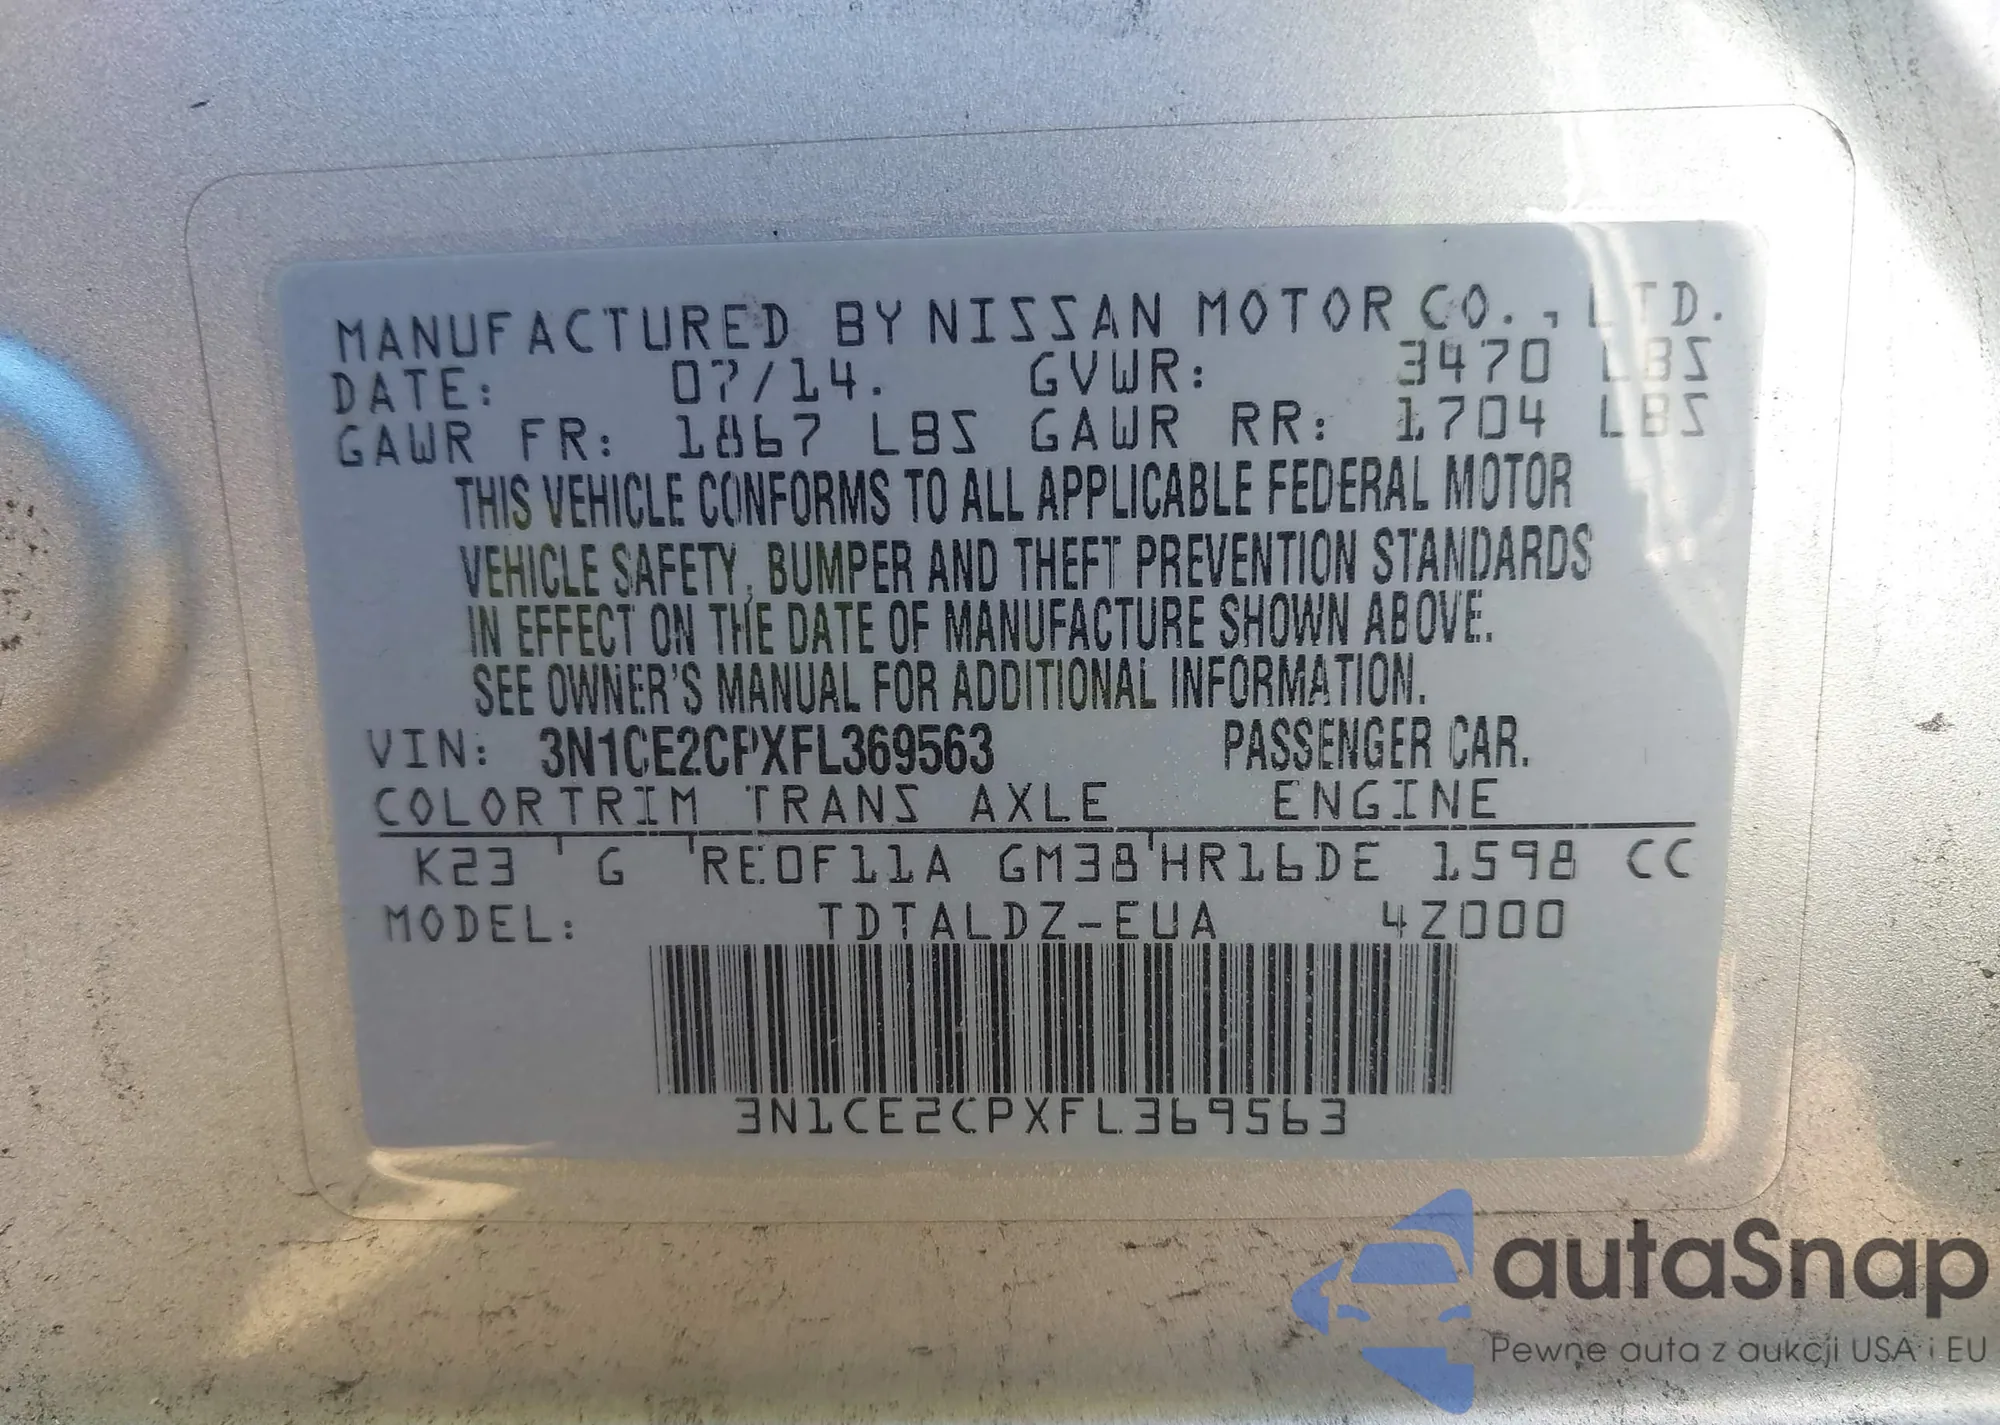 MANUFACTURED BY NISSAN MOTOR CO., LTD.
DATE: 07/14. GVWR: 3470 LBS
GAWR FR: 1867 LBS GAWR RR: 1704 LBS
THIS VEHICLE CONFORMS TO ALL APPLICABLE FEDERAL MOTOR
VEHICLE SAFETY, BUMPER AND THEFT PREVENTION STANDARDS
IN EFFECT ON THE DATE OF MANUFACTURE SHOWN ABOVE.
SEE OWNER'S MANUAL FOR ADDITIONAL INFORMATION.
VIN: 3N1CE2CPXFL369563 PASSENGER CAR.
COLOR TRIM TRANS AXLE ENGINE
K23 G RE0F11A GM38 HR16DE 1598 CC
MODEL: TDTALDZ-EUA 4Z000
3N1CE2CPXFL369563
autaSnap
Pewne auta z aukcji USA i EU